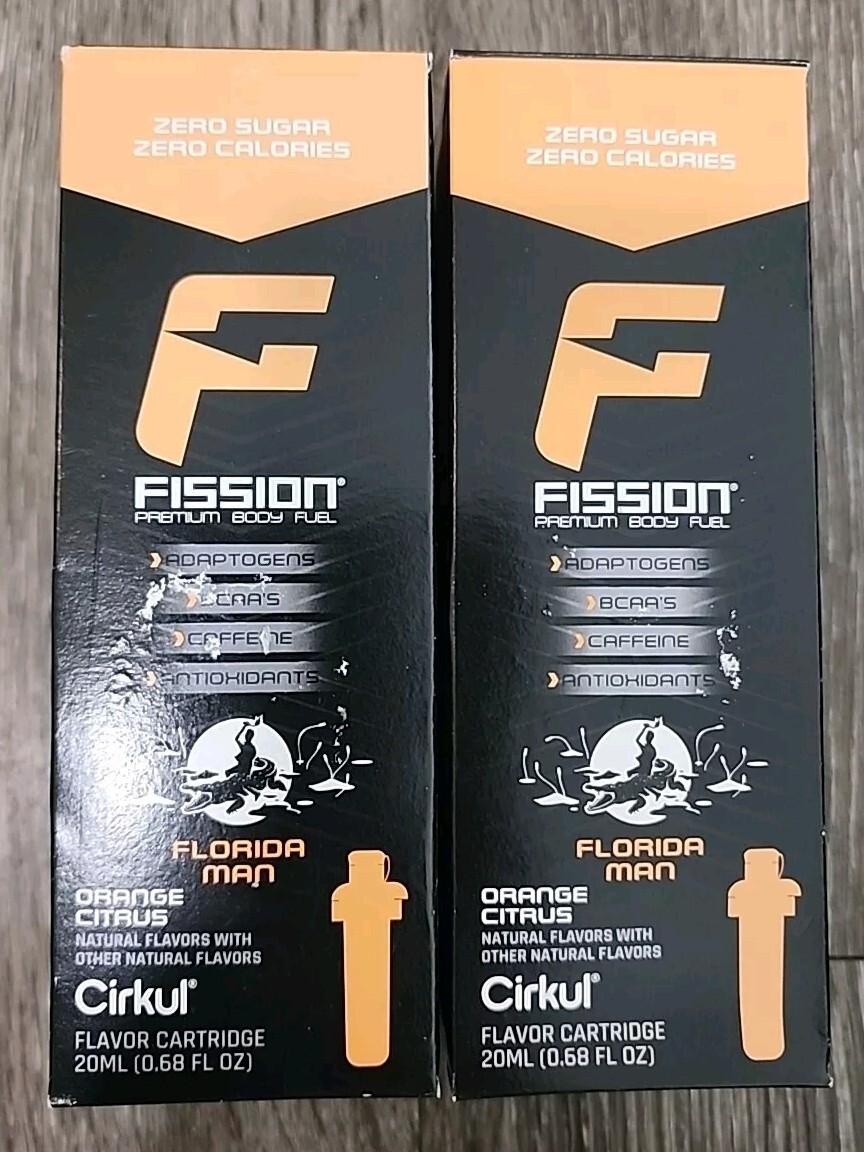 ZERO SUGAR
ZERO CALORIES
FISSION®
PREMIUM BODY FUEL
ADAPTOGENS
BCAA'S
CAFFEINE
ANTIOXIDANTS
FLORIDA
MAN
ORANGE
CITRUS
NATURAL FLAVORS WITH
OTHER NATURAL FLAVORS
Cirkul®
FLAVOR CARTRIDGE
20ML (0.68 FL OZ)
ZERO SUGAR
ZERO CALORIES
FISSION®
PREMIUM BODY FUEL
ADAPTOGENS
BCAA'S
CAFFEINE
ANTIOXIDANTS
FLORIDA
MAN
ORANGE
CITRUS
NATURAL FLAVORS WITH
OTHER NATURAL FLAVORS
Cirkul®
FLAVOR CARTRIDGE
20ML (0.68 FL OZ)